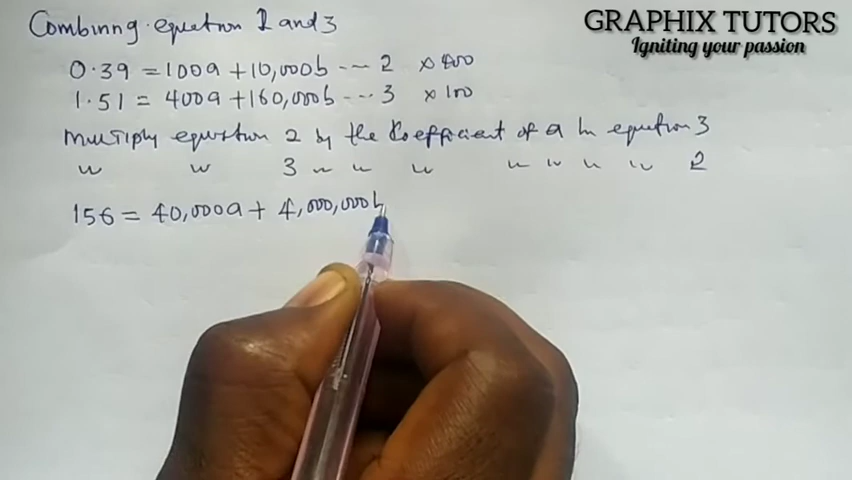 GRAPHIX TUTORS
Igniting your passion
Combining equation 2 and 3
0.39 = 100a + 10,000b --- 2 × 400
1.51 = 400a + 160,000b --- 3 × 100
Multiply equation 2 by the Coefficient of a in equation 3
" " 3 " " " " " " " 2
156 = 40,000a + 4,000,000b